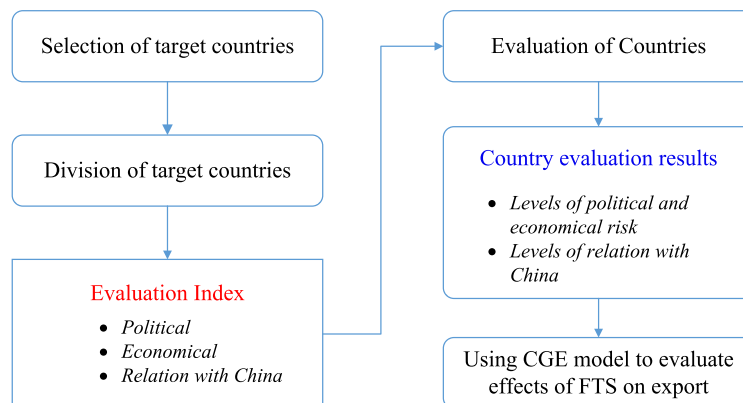 Selection of target countries
Division of target countries
Evaluation Index
• Political
• Economical
• Relation with China
Evaluation of Countries
Country evaluation results
• Levels of political and
economical risk
• Levels of relation with
China
Using CGE model to evaluate
effects of FTS on export